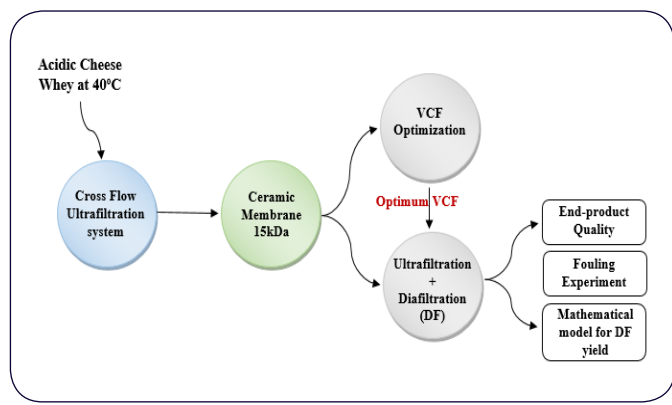 Acidic Cheese
Whey at 40⁰C
Cross Flow
Ultrafiltration
system
Ceramic
Membrane
15kDa
VCF
Optimization
Optimum VCF
Ultrafiltration
+
Diafiltration
(DF)
End-product
Quality
Fouling
Experiment
Mathematical
model for DF
yield